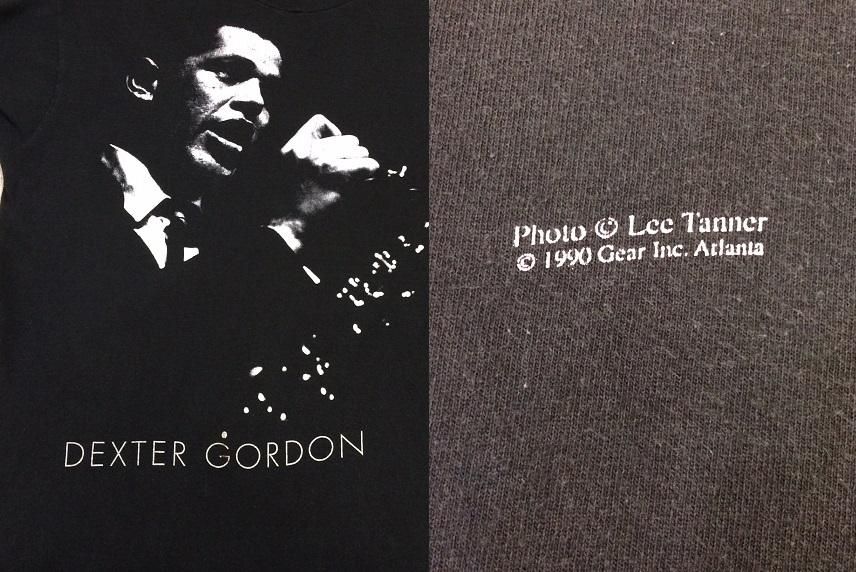 DEXTER GORDON
Photo © Lee Tanner
© 1990 Gear Inc. Atlanta